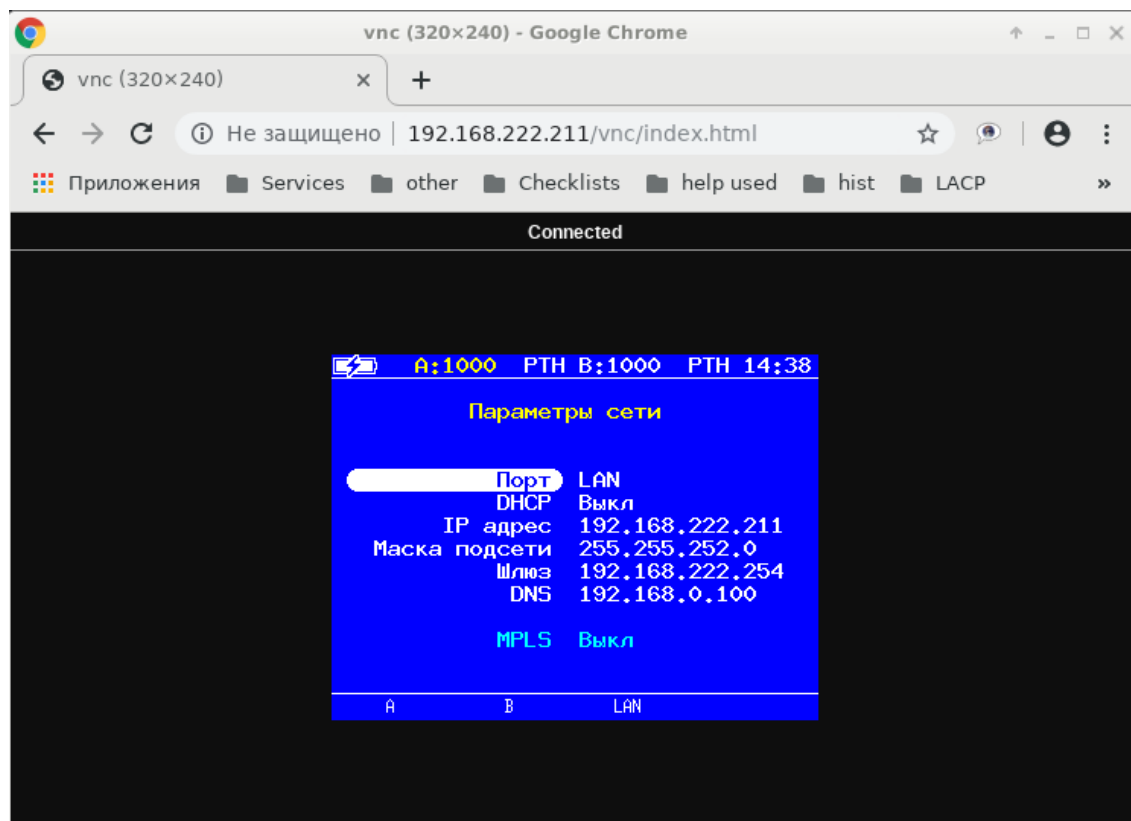 vnc (320×240) - Google Chrome
vnc (320×240)
Не защищено 192.168.222.211/vnc/index.html
Приложения Services other Checklists help used hist LACP
Connected
A:1000 PTH B:1000 PTH 14:38
Параметры сети
Порт LAN
DHCP Выкл
IP адрес 192.168.222.211
Маска подсети 255.255.252.0
Шлюз 192.168.222.254
DNS 192.168.0.100
MPLS Выкл
A B LAN